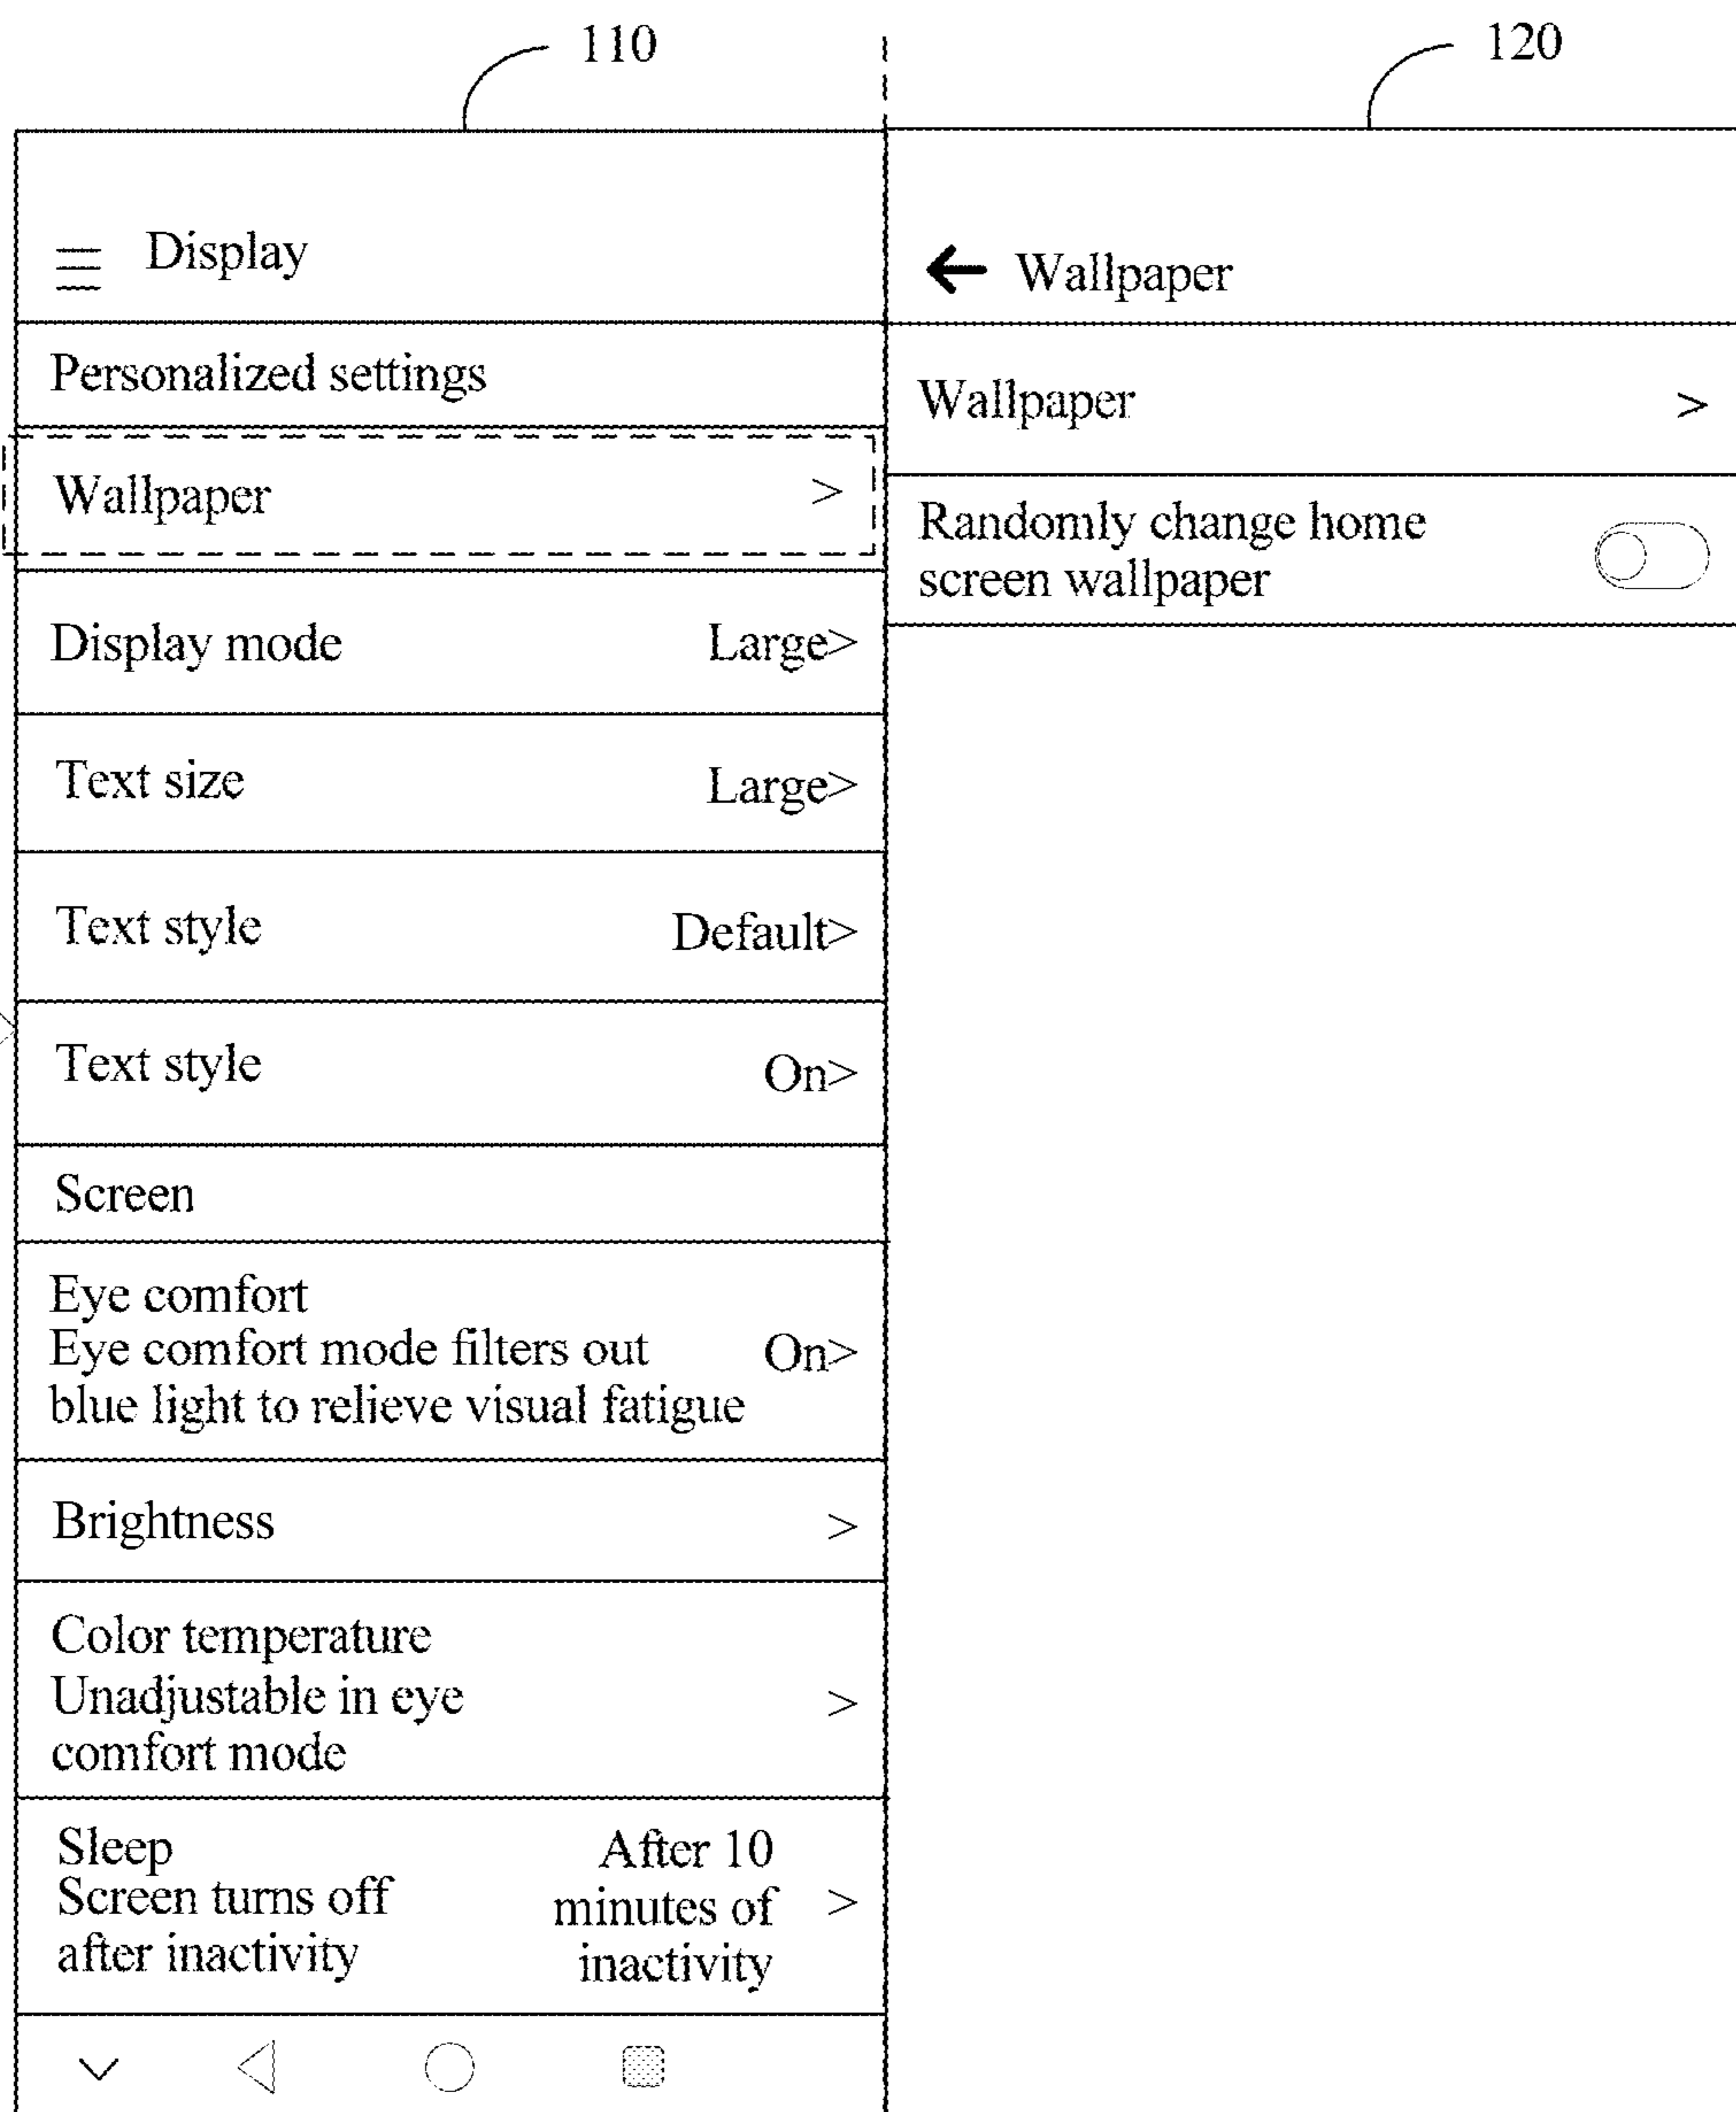 110
120
Display
Personalized settings
Wallpaper >
Display mode Large>
Text size Large>
Text style Default>
Text style On>
Screen
Eye comfort
Eye comfort mode filters out
blue light to relieve visual fatigue
On>
Brightness >
Color temperature
Unadjustable in eye
comfort mode
>
Sleep
Screen turns off
after inactivity
After 10
minutes of
inactivity
>
Wallpaper
Wallpaper >
Randomly change home
screen wallpaper